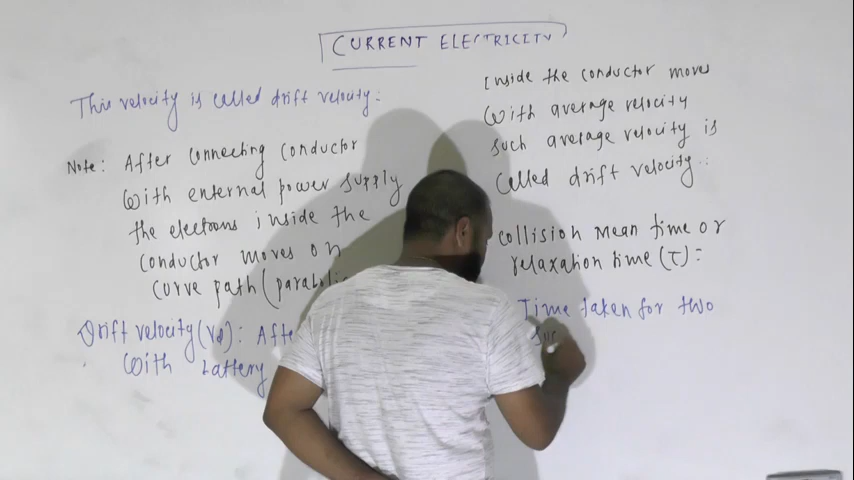 CURRENT ELECTRICITY
This velocity is called drift velocity:
Note: After connecting conductor
with external power supply
the electrons inside the
conductor moves on
curve path (parabolic
Drift velocity (Vd): After
with battery
Inside the conductor moves
with average velocity
such average velocity is
called drift velocity.
Collision Mean time or
relaxation time (τ):
Time taken for two
suc